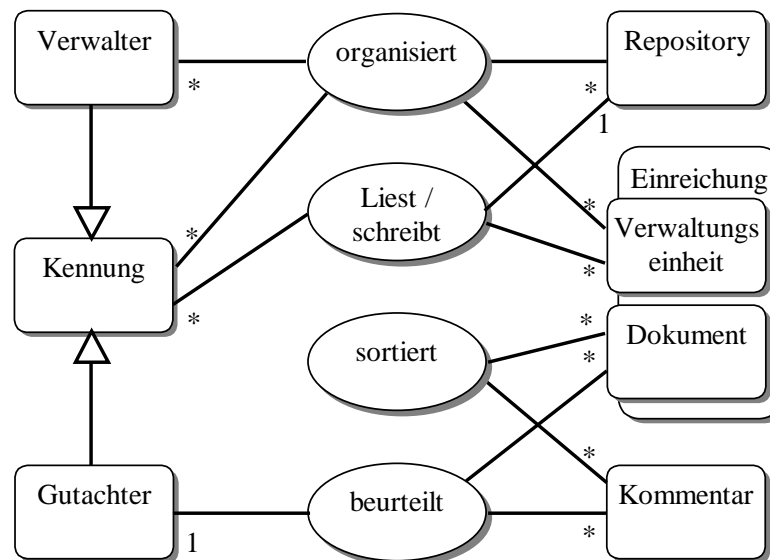 Verwalter
organisiert
Repository
*
*
1
Liest /
schreibt
Einreichung
*
Verwaltungs
einheit
*
Kennung
*
*
sortiert
*
*
Dokument
*
Gutachter
1
beurteilt
Kommentar
*